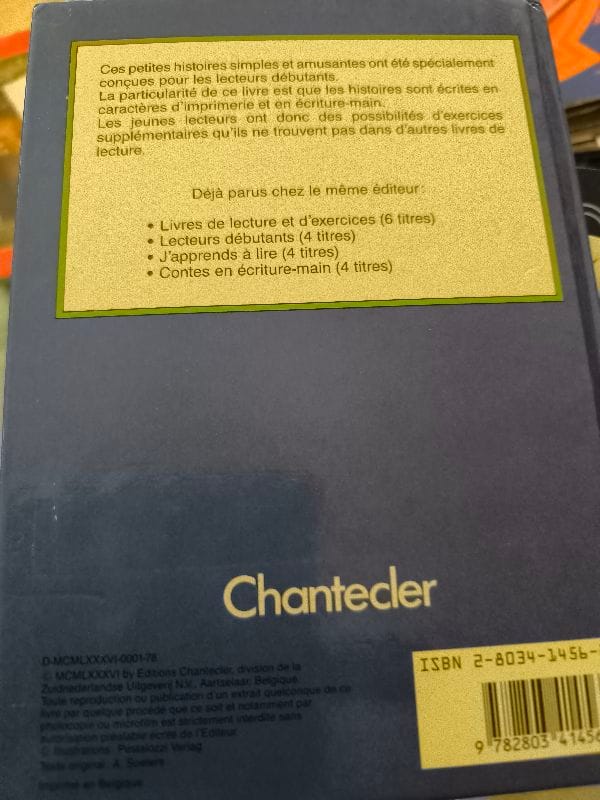 Ces petites histoires simples et amusantes ont été spécialement
conçues pour les lecteurs débutants.
La particularité de ce livre est que les histoires sont écrites en
caractères d'imprimerie et en écriture-main.
Les jeunes lecteurs ont donc des possibilités d'exercices
supplémentaires qu'ils ne trouvent pas dans d'autres livres de
lecture.
Déjà parus chez le même éditeur:
• Livres de lecture et d'exercices (6 titres)
• Lecteurs débutants (4 titres)
• J'apprends à lire (4 titres)
• Contes en écriture-main (4 titres)
Chantecler
D-MCMLXXXVI-0001-78
© MCMLXXXVI by Editions Chantecler, division de la
Zuidnederlandse Uitgeverij N.V., Aartselaar, Belgique.
Toute reproduction ou publication d'un extrait quelconque de ce
livre par quelque procédé que ce soit et notamment par
photocopie ou microfilm est strictement interdite sans
autorisation préalable écrite de l'Editeur.
© Illustrations: Pestalozzi Verlag
Texte original: A.
Imprimé en Belgique
ISBN 2-8034-1456-
9 782803 41456